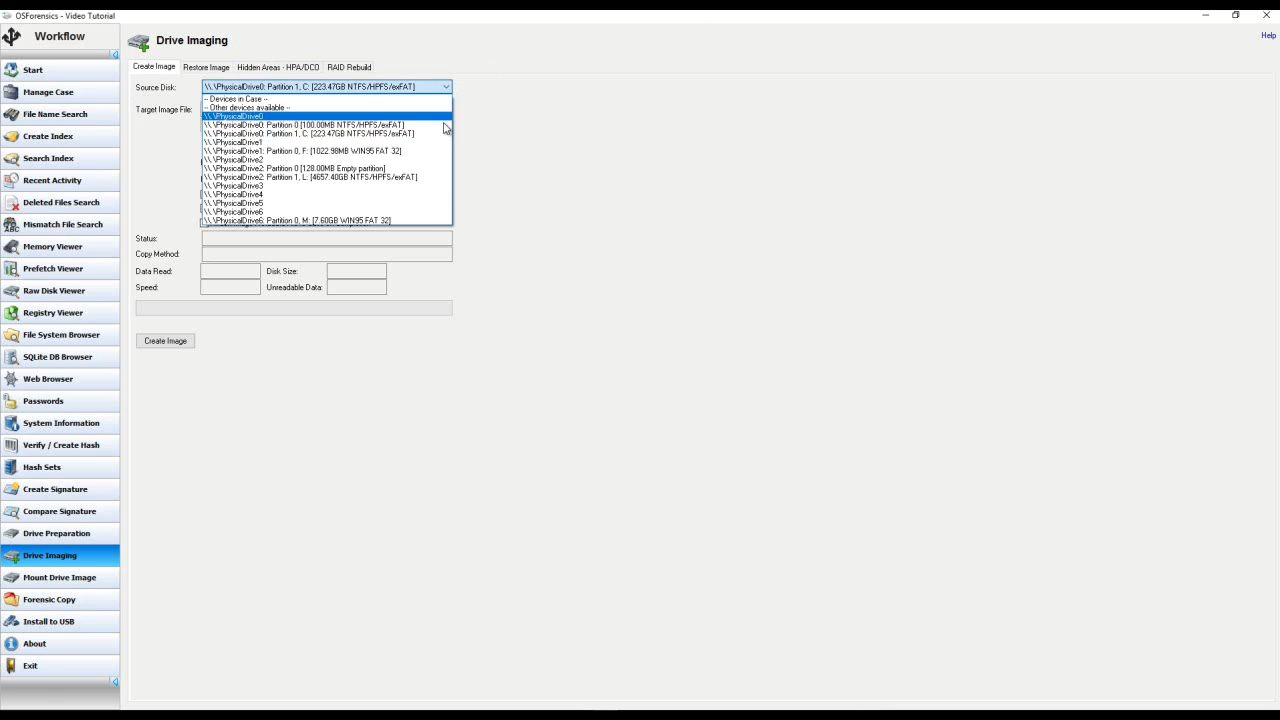 OSForensics - Video Tutorial
Workflow
Start
Manage Case
File Name Search
Create Index
Search Index
Recent Activity
Deleted Files Search
Mismatch File Search
Memory Viewer
Prefetch Viewer
Raw Disk Viewer
Registry Viewer
File System Browser
SQLite DB Browser
Web Browser
Passwords
System Information
Verify / Create Hash
Hash Sets
Create Signature
Compare Signature
Drive Preparation
Drive Imaging
Mount Drive Image
Forensic Copy
Install to USB
About
Exit
Drive Imaging
Help
Create Image Restore Image Hidden Areas - HPA/DCO RAID Rebuild
Source Disk: \\.\PhysicalDrive0: Partition 1, C: [223.47GB NTFS/HPFS/exFAT]
-- Devices in Case --
-- Other devices available --
Target Image File:
\\.\PhysicalDrive0
\\.\PhysicalDrive0: Partition 0 [100.00MB NTFS/HPFS/exFAT]
\\.\PhysicalDrive0: Partition 1, C: [223.47GB NTFS/HPFS/exFAT]
\\.\PhysicalDrive1
\\.\PhysicalDrive1: Partition 0, F: [1022.98MB WIN95 FAT 32]
\\.\PhysicalDrive2
\\.\PhysicalDrive2: Partition 0 [128.00MB Empty partition]
\\.\PhysicalDrive2: Partition 1, L: [4657.40GB NTFS/HPFS/exFAT]
\\.\PhysicalDrive3
\\.\PhysicalDrive4
\\.\PhysicalDrive5
\\.\PhysicalDrive6
\\.\PhysicalDrive6: Partition 0, M: [7.60GB WIN95 FAT 32]
Status:
Copy Method:
Data Read: Disk Size:
Speed: Unreadable Data:
Create Image